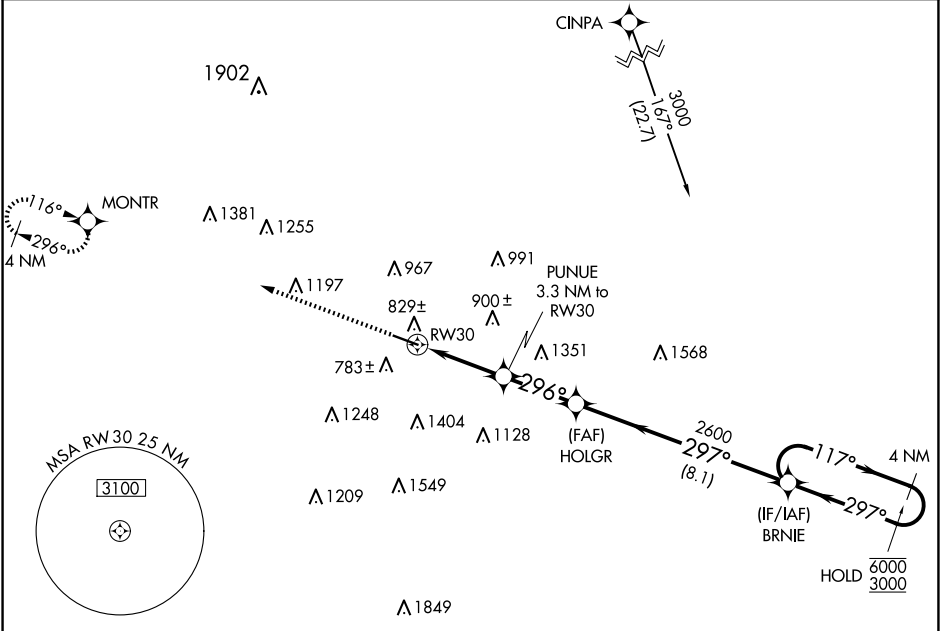 CINPA
3000
167°
(22.7)
1902
MONTR
116°
296°
4 NM
1381
1255
967
991
1197
829±
900±
PUNUE
3.3 NM to
RW30
RW30
783±
1351
1568
296°
1248
1404
1128
(FAF)
HOLGR
2600
297°
(8.1)
117°
4 NM
297°
(IF/IAF)
BRNIE
HOLD 6000
3000
MSA RW30 25 NM
3100
1209
1549
1849